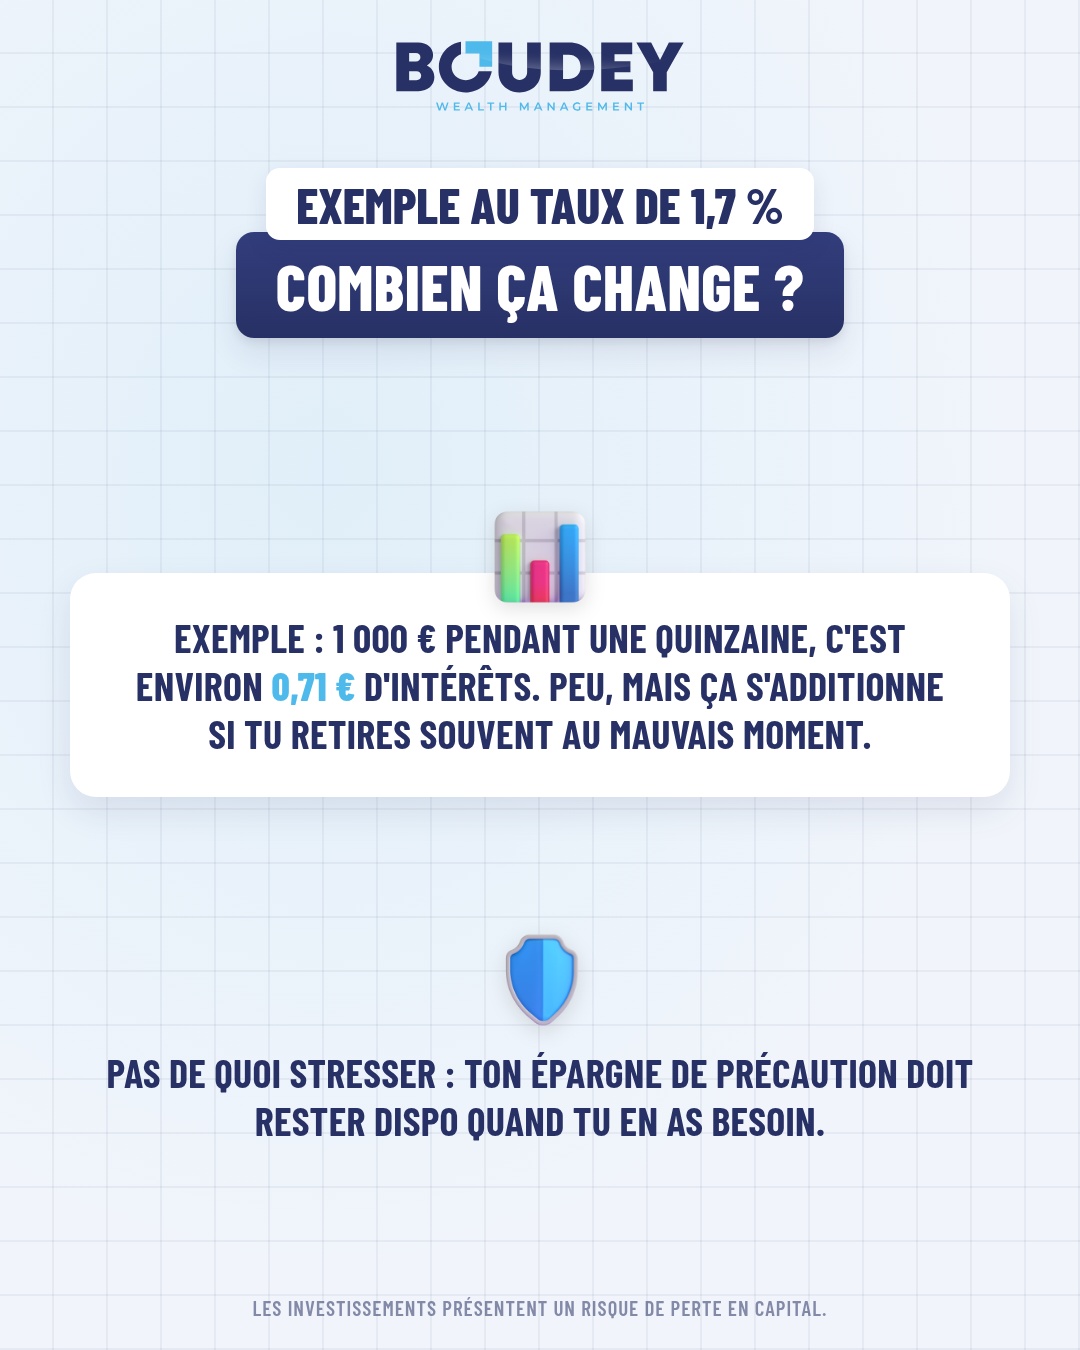 BOUDEY
WEALTH MANAGEMENT
EXEMPLE AU TAUX DE 1,7 %
COMBIEN ÇA CHANGE ?
EXEMPLE : 1 000 € PENDANT UNE QUINZAINE, C'EST
ENVIRON 0,71 € D'INTÉRÊTS. PEU, MAIS ÇA S'ADDITIONNE
SI TU RETIRES SOUVENT AU MAUVAIS MOMENT.
PAS DE QUOI STRESSER : TON ÉPARGNE DE PRÉCAUTION DOIT
RESTER DISPO QUAND TU EN AS BESOIN.
LES INVESTISSEMENTS PRÉSENTENT UN RISQUE DE PERTE EN CAPITAL.